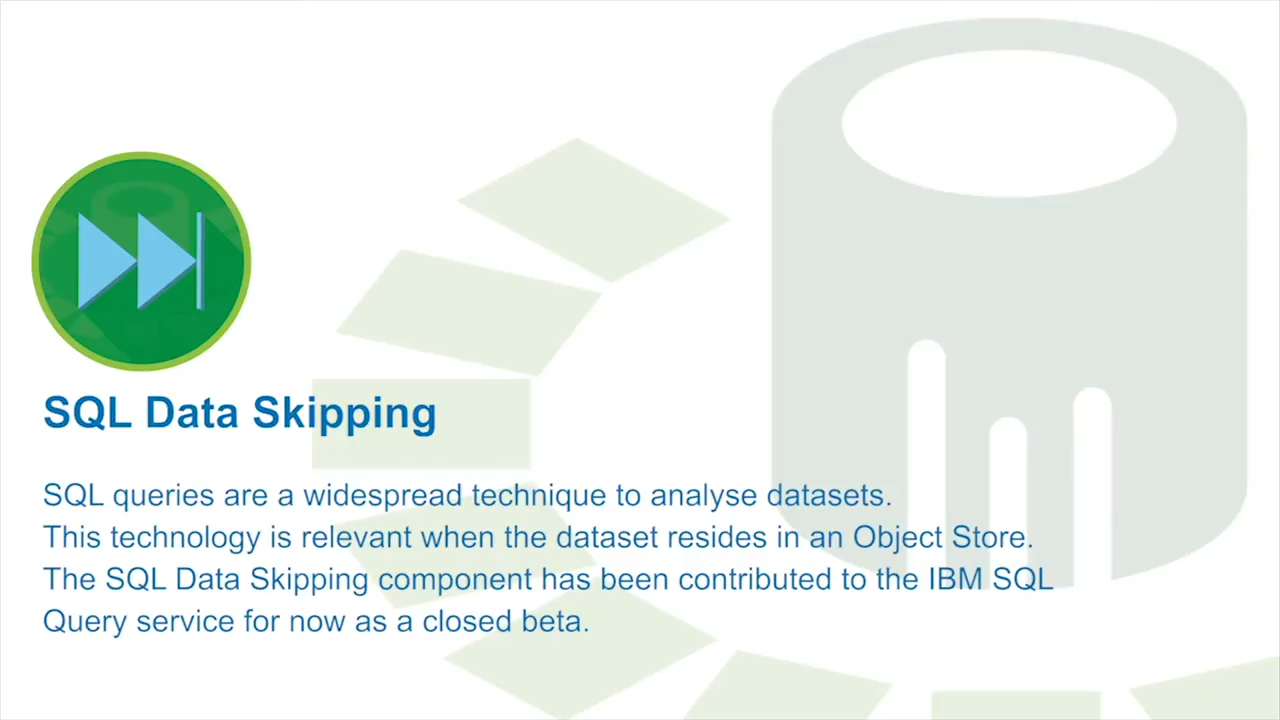 SQL Data Skipping
SQL queries are a widespread technique to analyse datasets.
This technology is relevant when the dataset resides in an Object Store.
The SQL Data Skipping component has been contributed to the IBM SQL
Query service for now as a closed beta.